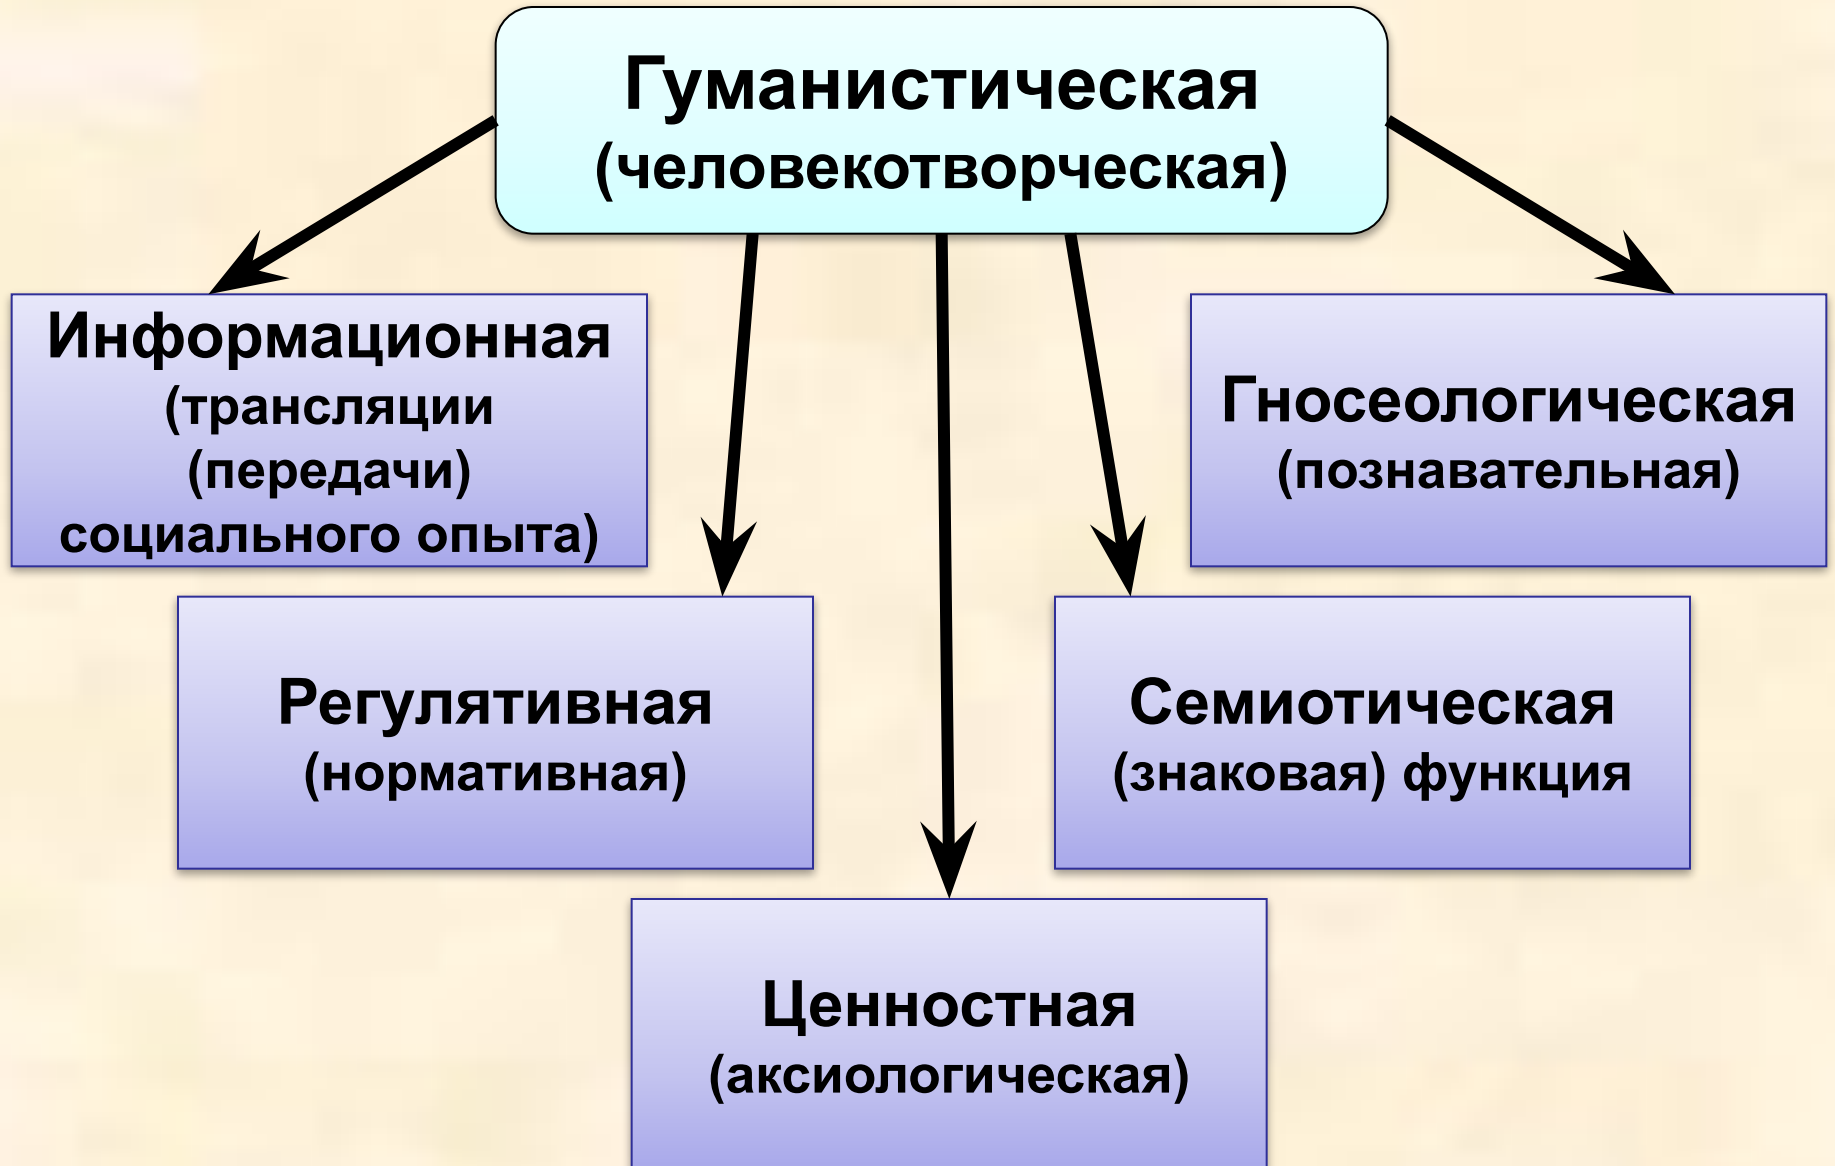 Гуманистическая
(человекотворческая)
Информационная
(трансляции
(передачи)
социального опыта)
Гносеологическая
(познавательная)
Регулятивная
(нормативная)
Семиотическая
(знаковая) функция
Ценностная
(аксиологическая)